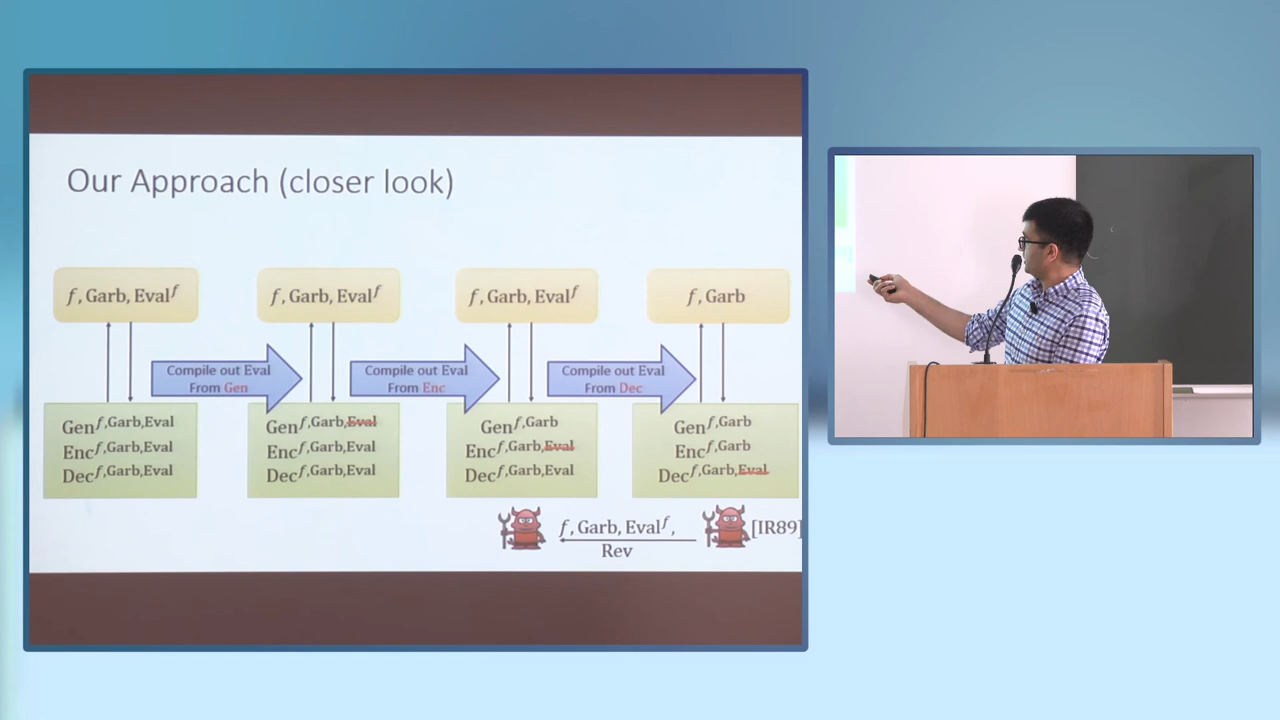 Our Approach (closer look)
f, Garb, Eval^f
f, Garb, Eval^f
f, Garb, Eval^f
f, Garb
Compile out Eval
From Gen
Compile out Eval
From Enc
Compile out Eval
From Dec
Gen^f,Garb,Eval
Enc^f,Garb,Eval
Dec^f,Garb,Eval
Gen^f,Garb,Eval
Enc^f,Garb,Eval
Dec^f,Garb,Eval
Gen^f,Garb
Enc^f,Garb,Eval
Dec^f,Garb,Eval
Gen^f,Garb
Enc^f,Garb
Dec^f,Garb,Eval
f, Garb, Eval^f,
Rev
[IR89]